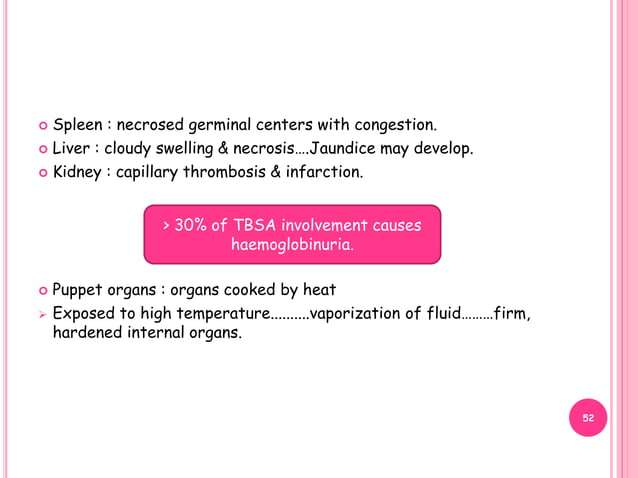 Spleen : necrosed germinal centers with congestion.
Liver : cloudy swelling & necrosis….Jaundice may develop.
Kidney : capillary thrombosis & infarction.
> 30% of TBSA involvement causes
haemoglobinuria.
Puppet organs : organs cooked by heat
Exposed to high temperature..........vaporization of fluid………firm,
hardened internal organs.
52